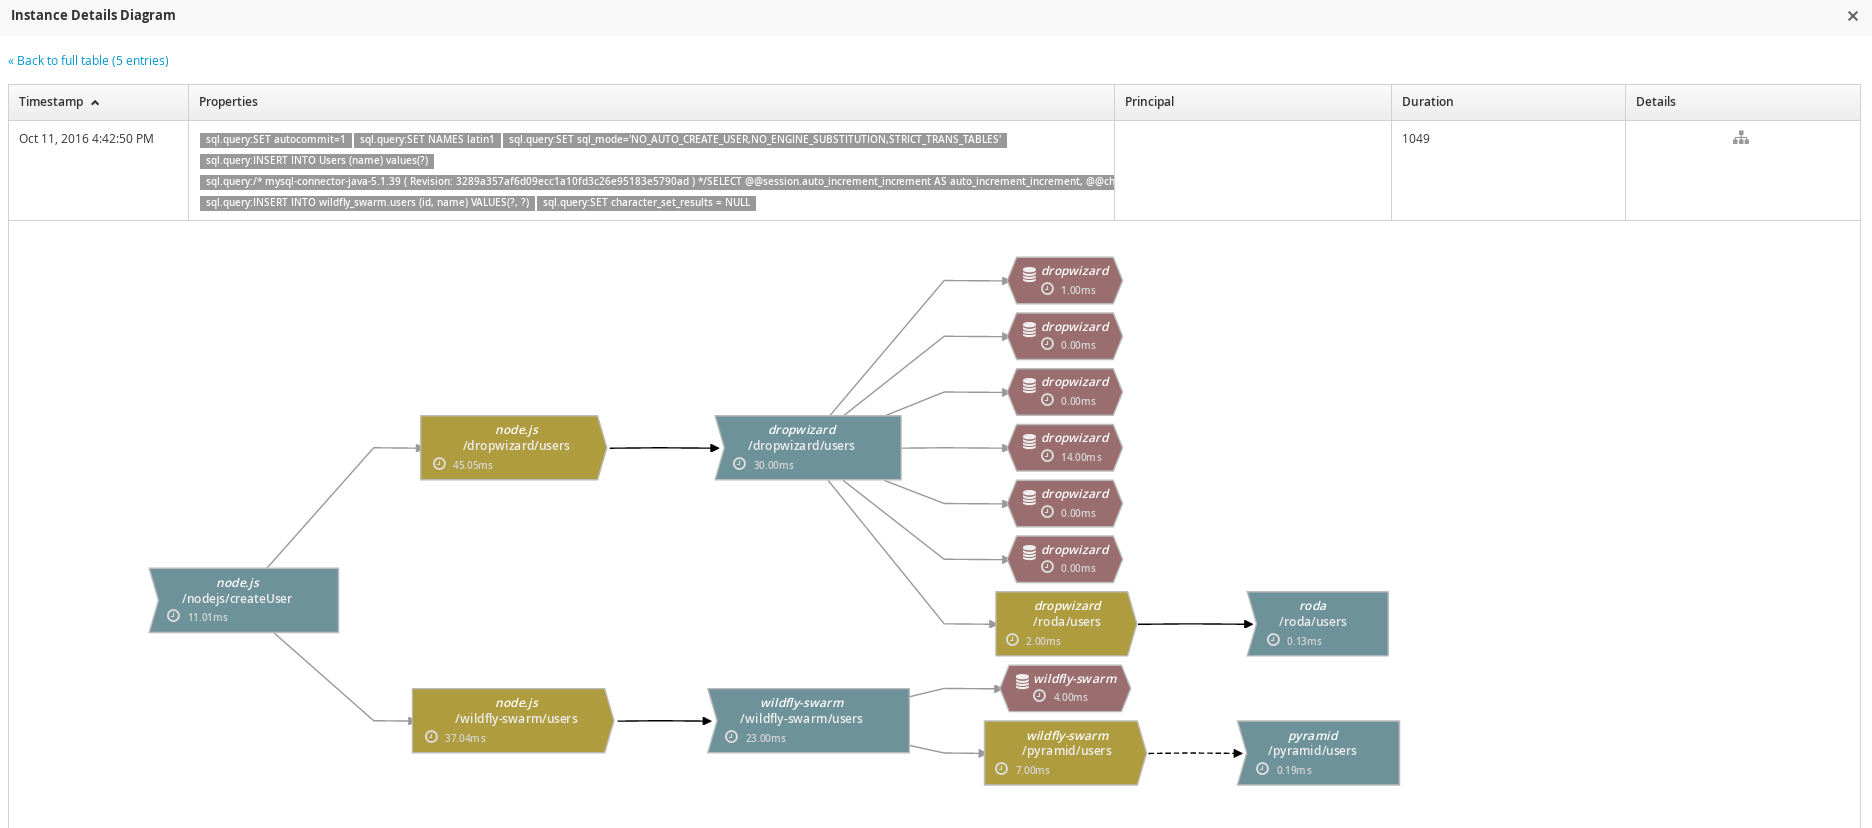 Instance Details Diagram
« Back to full table (5 entries)
Timestamp Properties Principal Duration Details
Oct 11, 2016 4:42:50 PM 1049
sql.query:SET autocommit=1 sql.query:SET NAMES latin1 sql.query:SET sql_mode='NO_AUTO_CREATE_USER,NO_ENGINE_SUBSTITUTION,STRICT_TRANS_TABLES'
sql.query:INSERT INTO Users (name) values(?)
sql.query:/* mysql-connector-java-5.1.39 ( Revision: 3289a357af6d09ecc1a10fd3c26e95183e5790ad ) */SELECT @@session.auto_increment_increment AS auto_increment_increment, @@ch
sql.query:INSERT INTO wildfly_swarm.users (id, name) VALUES(?, ?) sql.query:SET character_set_results = NULL
dropwizard
1.00ms
dropwizard
0.00ms
dropwizard
0.00ms
node.js
/dropwizard/users
45.05ms
dropwizard
/dropwizard/users
30.00ms
dropwizard
14.00ms
dropwizard
0.00ms
dropwizard
0.00ms
node.js
/nodejs/createUser
11.01ms
dropwizard
/roda/users
2.00ms
roda
/roda/users
0.13ms
wildfly-swarm
4.00ms
node.js
/wildfly-swarm/users
37.04ms
wildfly-swarm
/wildfly-swarm/users
23.00ms
wildfly-swarm
/pyramid/users
7.00ms
pyramid
/pyramid/users
0.19ms